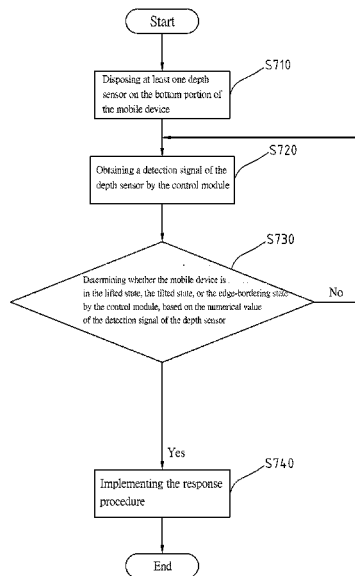 Start
S710
Disposing at least one depth
sensor on the bottom portion of
the mobile device
S720
Obtaining a detection signal of the
depth sensor by the control module
S730
Determining whether the mobile device is
in the lifted state, the tilted state, or the edge-bordering state
by the control module, based on the numerical value
of the detection signal of the depth sensor
No
Yes
S740
Implementing the response
procedure
End